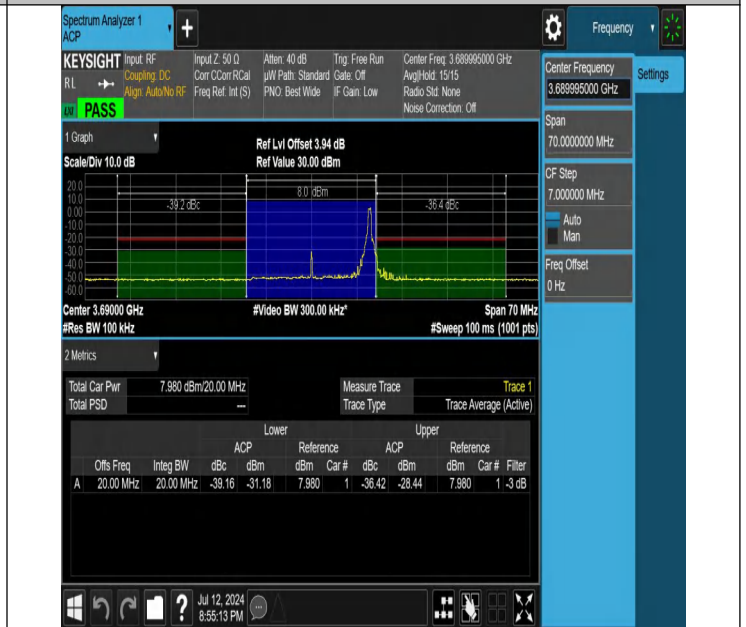 Spectrum Analyzer 1
ACP
Frequency
KEYSIGHT Input: RF Input Z: 50 Ω Atten: 40 dB Trig: Free Run Center Freq: 3.689995000 GHz
RL Coupling: DC Corr CCorr RCal µW Path: Standard Gate: Off Avg|Hold: 15/15
Align: Auto/No RF Freq Ref: Int (S) PNO: Best Wide IF Gain: Low Radio Std: None
PASS Noise Correction: Off
Center Frequency
3.689995000 GHz
Settings
Span
70.0000000 MHz
CF Step
7.000000 MHz
Auto
Man
Freq Offset
0 Hz
1 Graph
Ref Lvl Offset 3.94 dB
Scale/Div 10.0 dB Ref Value 30.00 dBm
20.0
10.0
0.00
-10.0
-20.0
-30.0
-40.0
-50.0
-60.0
-39.2 dBc 8.0 dBm -36.4 dBc
Center 3.69000 GHz #Video BW 300.00 kHz* Span 70 MHz
#Res BW 100 kHz #Sweep 100 ms (1001 pts)
2 Metrics
Total Car Pwr 7.980 dBm/20.00 MHz Measure Trace Trace 1
Total PSD --- Trace Type Trace Average (Active)
Lower Upper
ACP Reference ACP Reference
Offs Freq Integ BW dBc dBm dBm Car # dBc dBm dBm Car # Filter
A 20.00 MHz 20.00 MHz -39.16 -31.18 7.980 1 -36.42 -28.44 7.980 1 -3 dB
Jul 12, 2024
8:55:13 PM